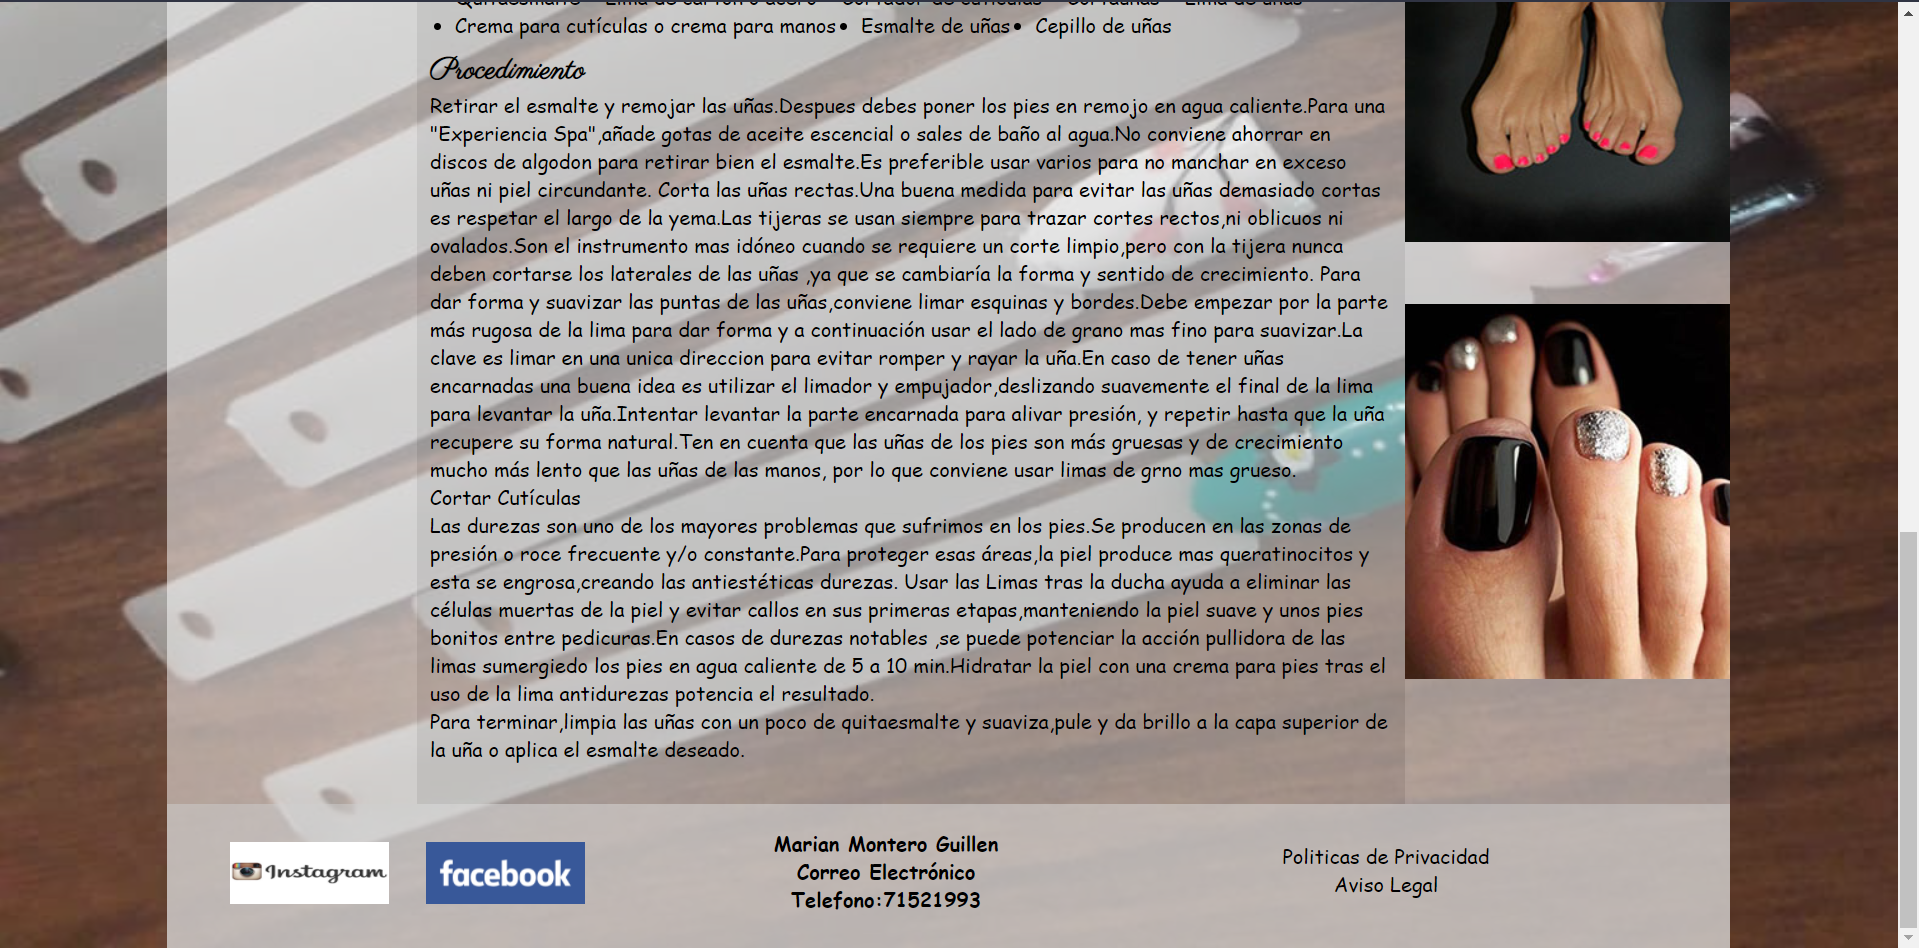 Quitaesmalte • Lima de cartón o acero • Cortador de cutículas • Cortauñas • Lima de uñas
• Crema para cutículas o crema para manos• Esmalte de uñas• Cepillo de uñas
Procedimiento
Retirar el esmalte y remojar las uñas.Despues debes poner los pies en remojo en agua caliente.Para una
"Experiencia Spa",añade gotas de aceite escencial o sales de baño al agua.No conviene ahorrar en
discos de algodon para retirar bien el esmalte.Es preferible usar varios para no manchar en exceso
uñas ni piel circundante. Corta las uñas rectas.Una buena medida para evitar las uñas demasiado cortas
es respetar el largo de la yema.Las tijeras se usan siempre para trazar cortes rectos,ni oblicuos ni
ovalados.Son el instrumento mas idóneo cuando se requiere un corte limpio,pero con la tijera nunca
deben cortarse los laterales de las uñas ,ya que se cambiaría la forma y sentido de crecimiento. Para
dar forma y suavizar las puntas de las uñas,conviene limar esquinas y bordes.Debe empezar por la parte
más rugosa de la lima para dar forma y a continuación usar el lado de grano mas fino para suavizar.La
clave es limar en una unica direccion para evitar romper y rayar la uña.En caso de tener uñas
encarnadas una buena idea es utilizar el limador y empujador,deslizando suavemente el final de la lima
para levantar la uña.Intentar levantar la parte encarnada para alivar presión, y repetir hasta que la uña
recupere su forma natural.Ten en cuenta que las uñas de los pies son más gruesas y de crecimiento
mucho más lento que las uñas de las manos, por lo que conviene usar limas de grno mas grueso.
Cortar Cutículas
Las durezas son uno de los mayores problemas que sufrimos en los pies.Se producen en las zonas de
presión o roce frecuente y/o constante.Para proteger esas áreas,la piel produce mas queratinocitos y
esta se engrosa,creando las antiestéticas durezas. Usar las Limas tras la ducha ayuda a eliminar las
células muertas de la piel y evitar callos en sus primeras etapas,manteniendo la piel suave y unos pies
bonitos entre pedicuras.En casos de durezas notables ,se puede potenciar la acción pullidora de las
limas sumergiedo los pies en agua caliente de 5 a 10 min.Hidratar la piel con una crema para pies tras el
uso de la lima antidurezas potencia el resultado.
Para terminar,limpia las uñas con un poco de quitaesmalte y suaviza,pule y da brillo a la capa superior de
la uña o aplica el esmalte deseado.
Instagram
facebook
Marian Montero Guillen
Correo Electrónico
Telefono:71521993
Politicas de Privacidad
Aviso Legal